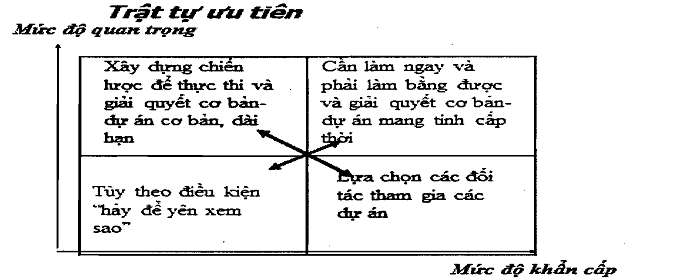 Trật tự ưu tiên
Mức độ quan trọng
Xây dựng chiến
lược để thực thi và
giải quyết cơ bản-
dự án cơ bản, dài
hạn
Cần làm ngay và
phải làm bằng được
và giải quyết cơ bản-
dự án mang tính cấp
thời
Tùy theo điều kiện
"hãy để yên xem
sao"
Lựa chọn các đối
tác tham gia các
dự án
Mức độ khẩn cấp